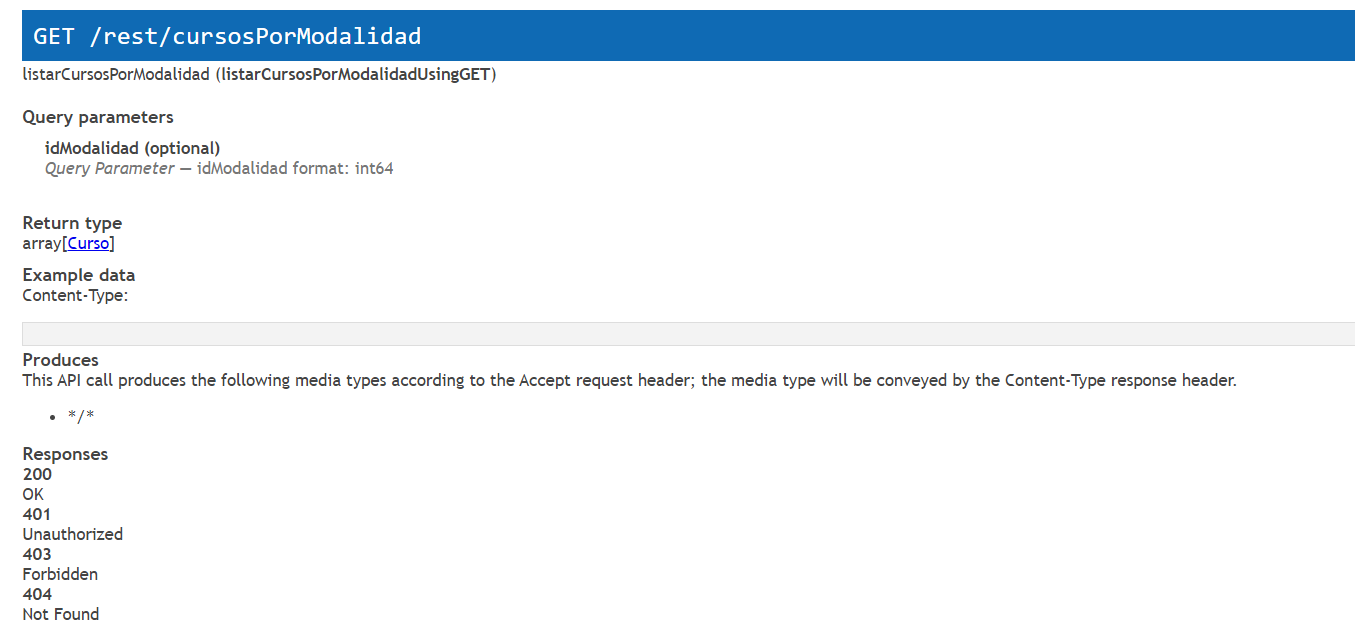 GET /rest/cursosPorModalidad
listarCursosPorModalidad (listarCursosPorModalidadUsingGET)
Query parameters
idModalidad (optional)
Query Parameter — idModalidad format: int64
Return type
array[Curso]
Example data
Content-Type:
Produces
This API call produces the following media types according to the Accept request header; the media type will be conveyed by the Content-Type response header.
• */*
Responses
200
OK
401
Unauthorized
403
Forbidden
404
Not Found